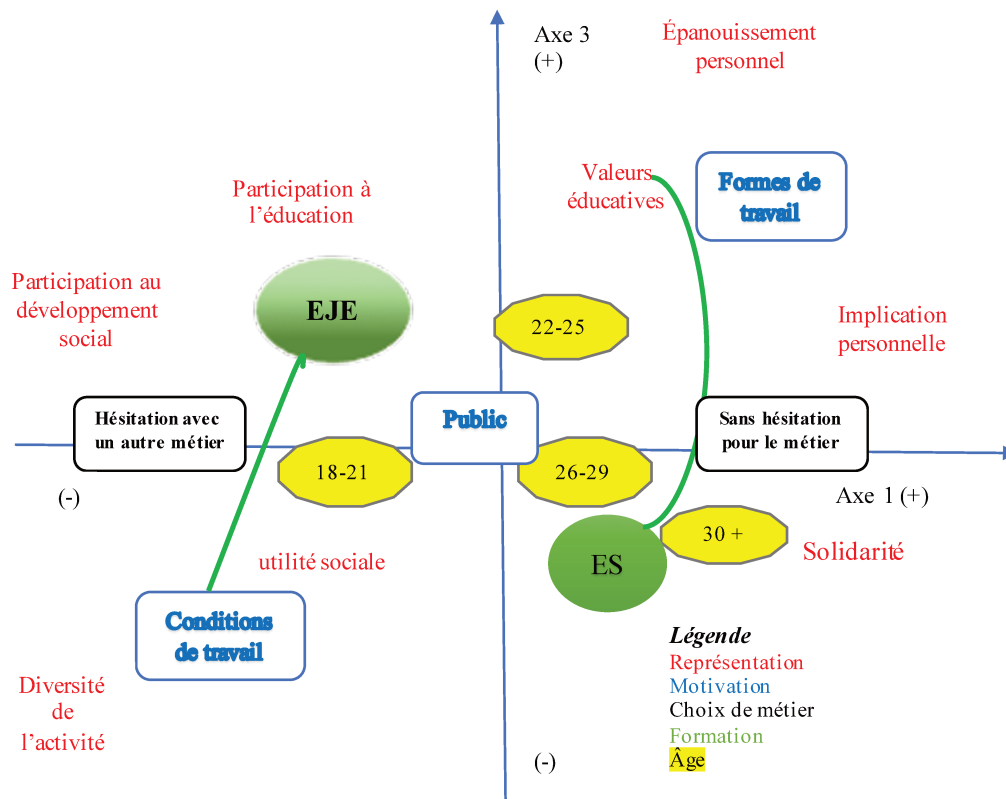 Axe 3
(+)
Épanouissement
personnel
Valeurs
éducatives
Formes de
travail
Participation à
l'éducation
Participation au
développement
social
EJE
22-25
Implication
personnelle
Hésitation avec
un autre métier
Public
Sans hésitation
pour le métier
18-21
26-29
(-)
Axe 1 (+)
30 +
Solidarité
utilité sociale
ES
Conditions
de travail
Diversité
de
l'activité
Légende
Représentation
Motivation
Choix de métier
Formation
Âge
(-)